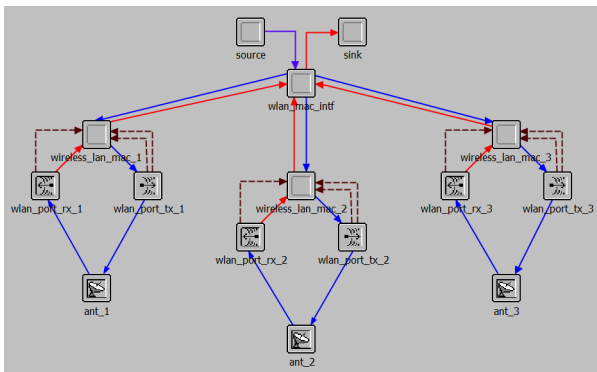 source
sink
wlan_mac_intf
wireless_lan_mac_1
wireless_lan_mac_3
wlan_port_rx_1
wlan_port_tx_1
wireless_lan_mac_2
wlan_port_rx_3
wlan_port_tx_3
wlan_port_rx_2
wlan_port_tx_2
ant_1
ant_3
ant_2